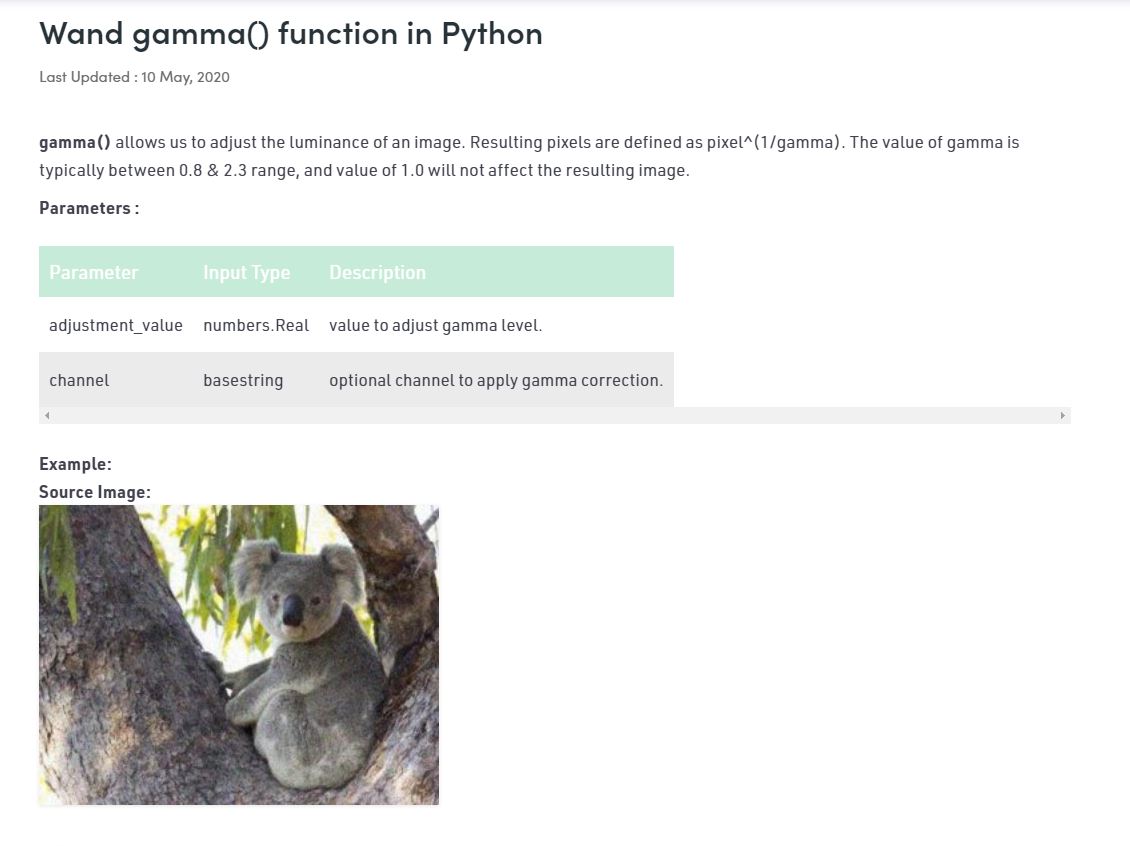 Wand gamma() function in Python
Last Updated : 10 May, 2020
gamma() allows us to adjust the luminance of an image. Resulting pixels are defined as pixel^(1/gamma). The value of gamma is
typically between 0.8 & 2.3 range, and value of 1.0 will not affect the resulting image.
Parameters :
Parameter Input Type Description
adjustment_value numbers.Real value to adjust gamma level.
channel basestring optional channel to apply gamma correction.
Example:
Source Image: